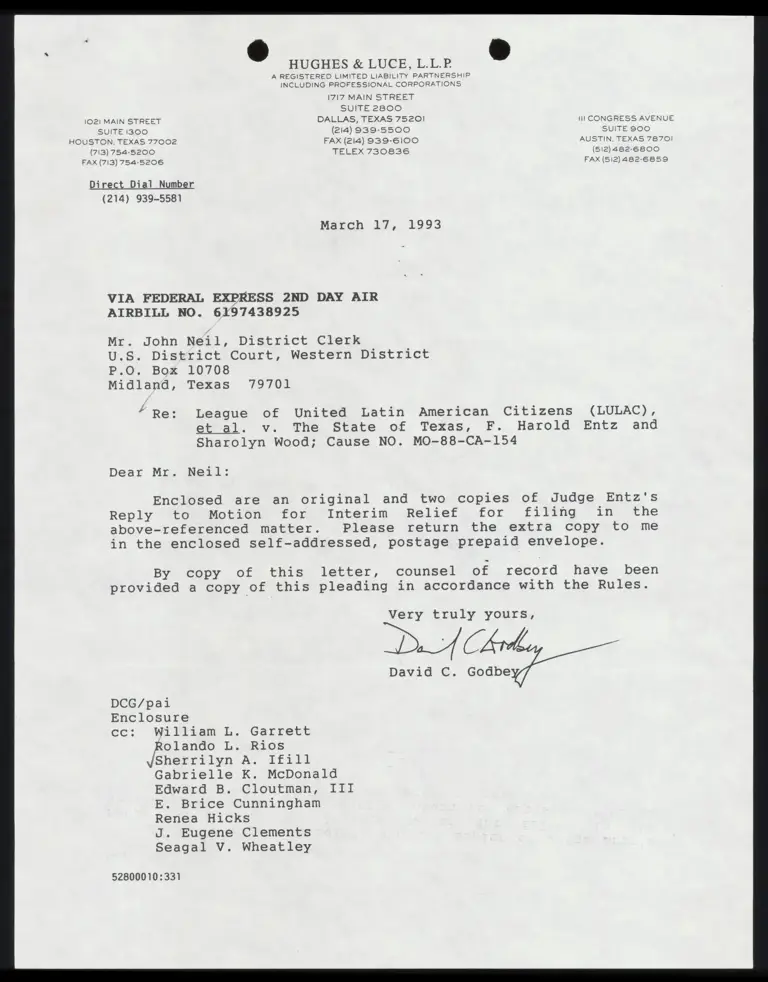 HUGHES & LUCE, L.L.P.
A REGISTERED LIMITED LIABILITY PARTNERSHIP
INCLUDING PROFESSIONAL CORPORATIONS
1717 MAIN STREET
SUITE 2800
DALLAS, TEXAS 75201
(214) 939-5500
FAX (214) 939-6100
TELEX 730836
1021 MAIN STREET
SUITE 1300
HOUSTON, TEXAS 77002
(713) 754-5200
FAX (713) 754-5206
111 CONGRESS AVENUE
SUITE 900
AUSTIN, TEXAS 78701
(512) 482-6800
FAX (512) 482-6859
Direct Dial Number
(214) 939-5581
March 17, 1993
VIA FEDERAL EXPRESS 2ND DAY AIR
AIRBILL NO. 6197438925
Mr. John Neil, District Clerk
U.S. District Court, Western District
P.O. Box 10708
Midland, Texas 79701
Re: League of United Latin American Citizens (LULAC),
et al. v. The State of Texas, F. Harold Entz and
Sharolyn Wood; Cause NO. MO-88-CA-154
Dear Mr. Neil:
Enclosed are an original and two copies of Judge Entz's
Reply to Motion for Interim Relief for filing in the
above-referenced matter. Please return the extra copy to me
in the enclosed self-addressed, postage prepaid envelope.
By copy of this letter, counsel of record have been
provided a copy of this pleading in accordance with the Rules.
Very truly yours,
David C Godbey
David C. Godbey
DCG/pai
Enclosure
cc: William L. Garrett
Rolando L. Rios
Sherrilyn A. Ifill
Gabrielle K. McDonald
Edward B. Cloutman, III
E. Brice Cunningham
Renea Hicks
J. Eugene Clements
Seagal V. Wheatley
52800010:331